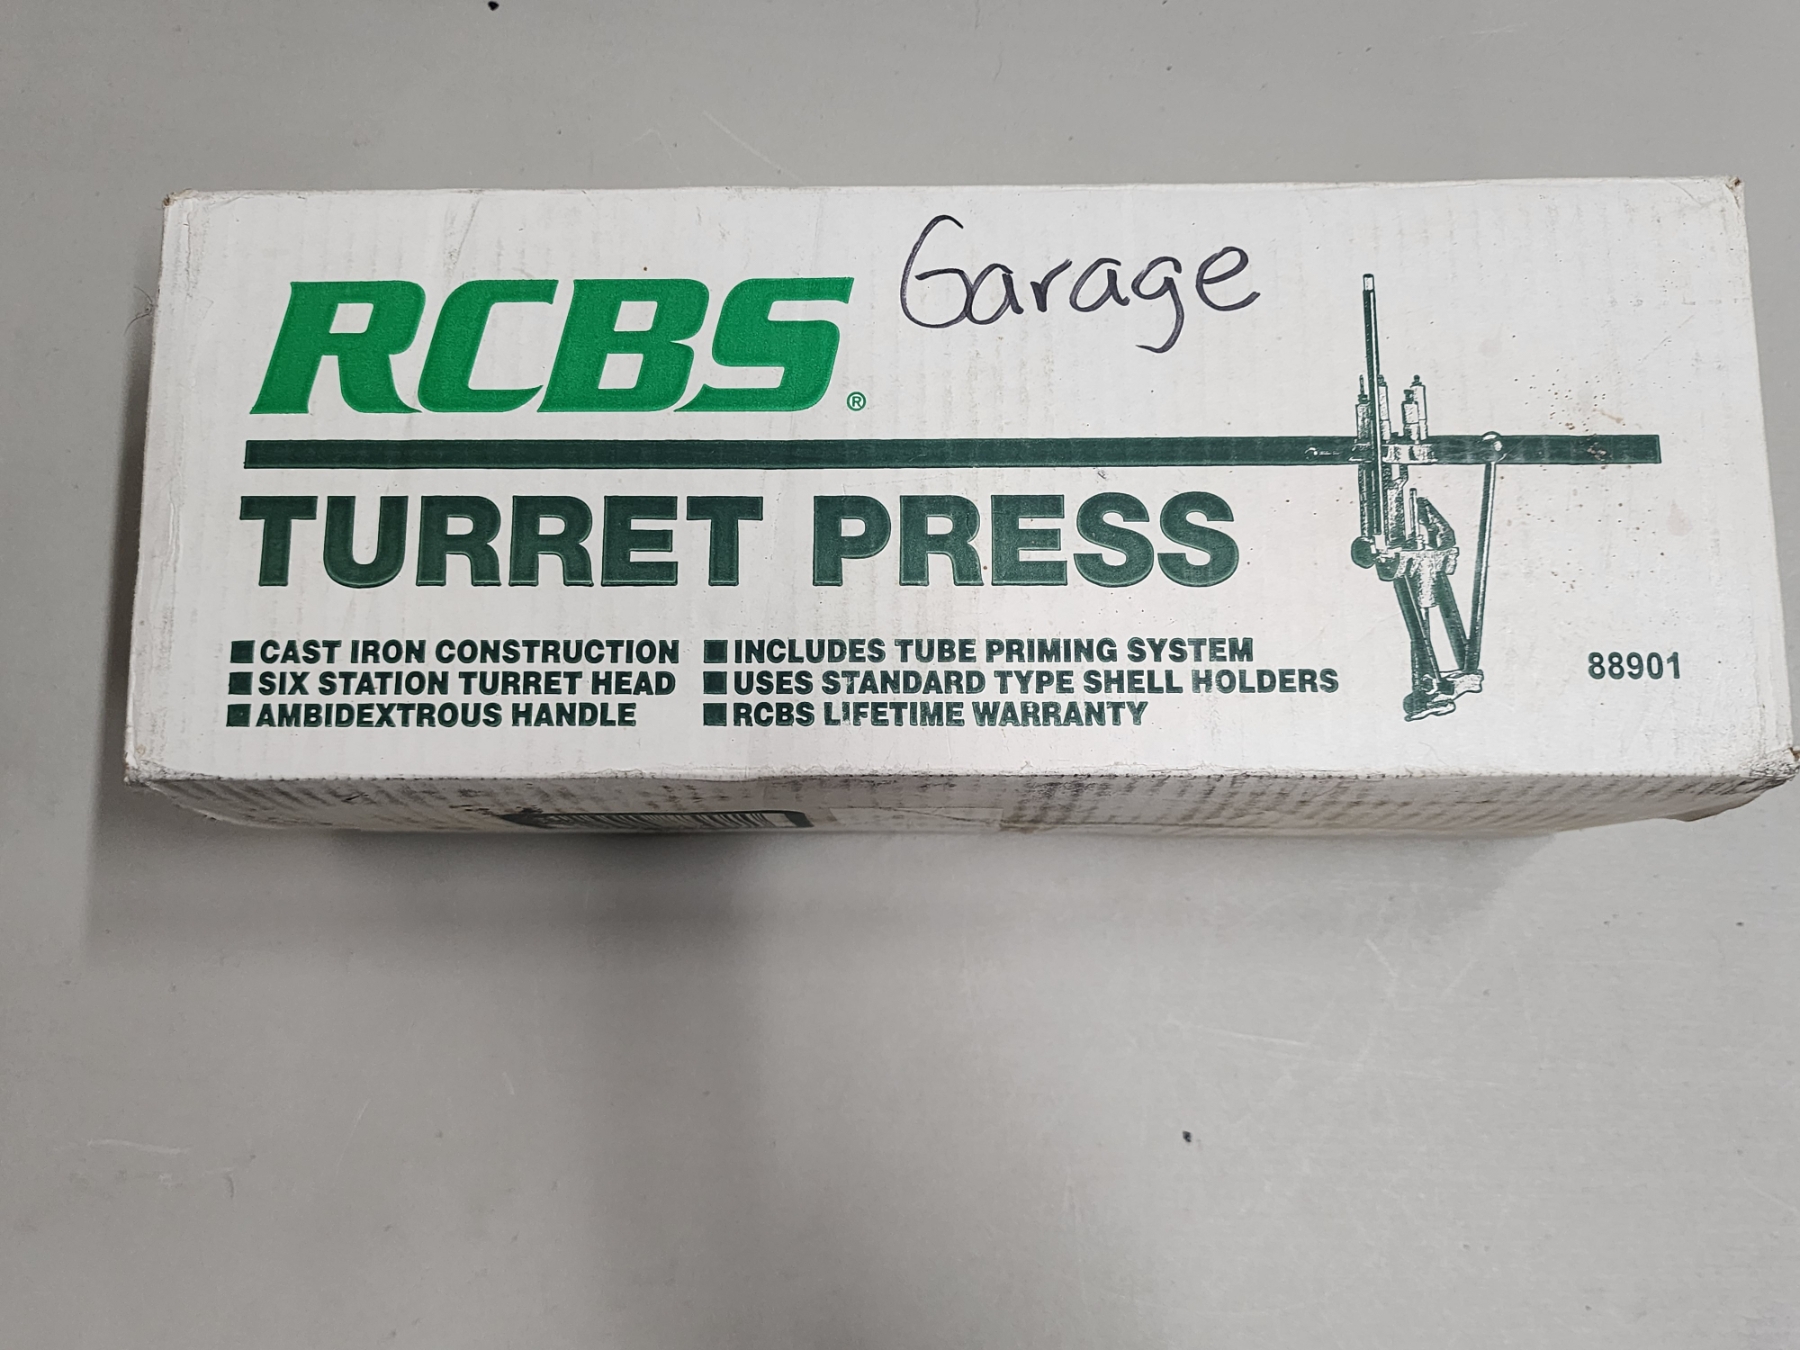 RCBS®
Garage
TURRET PRESS
■ CAST IRON CONSTRUCTION
■ SIX STATION TURRET HEAD
■ AMBIDEXTROUS HANDLE
■ INCLUDES TUBE PRIMING SYSTEM
■ USES STANDARD TYPE SHELL HOLDERS
■ RCBS LIFETIME WARRANTY
88901